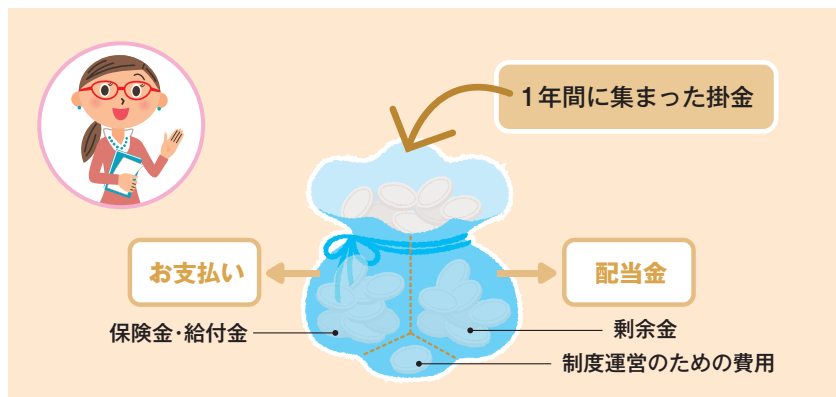 1年間に集まった掛金
お支払い
配当金
保険金・給付金
剰余金
制度運営のための費用